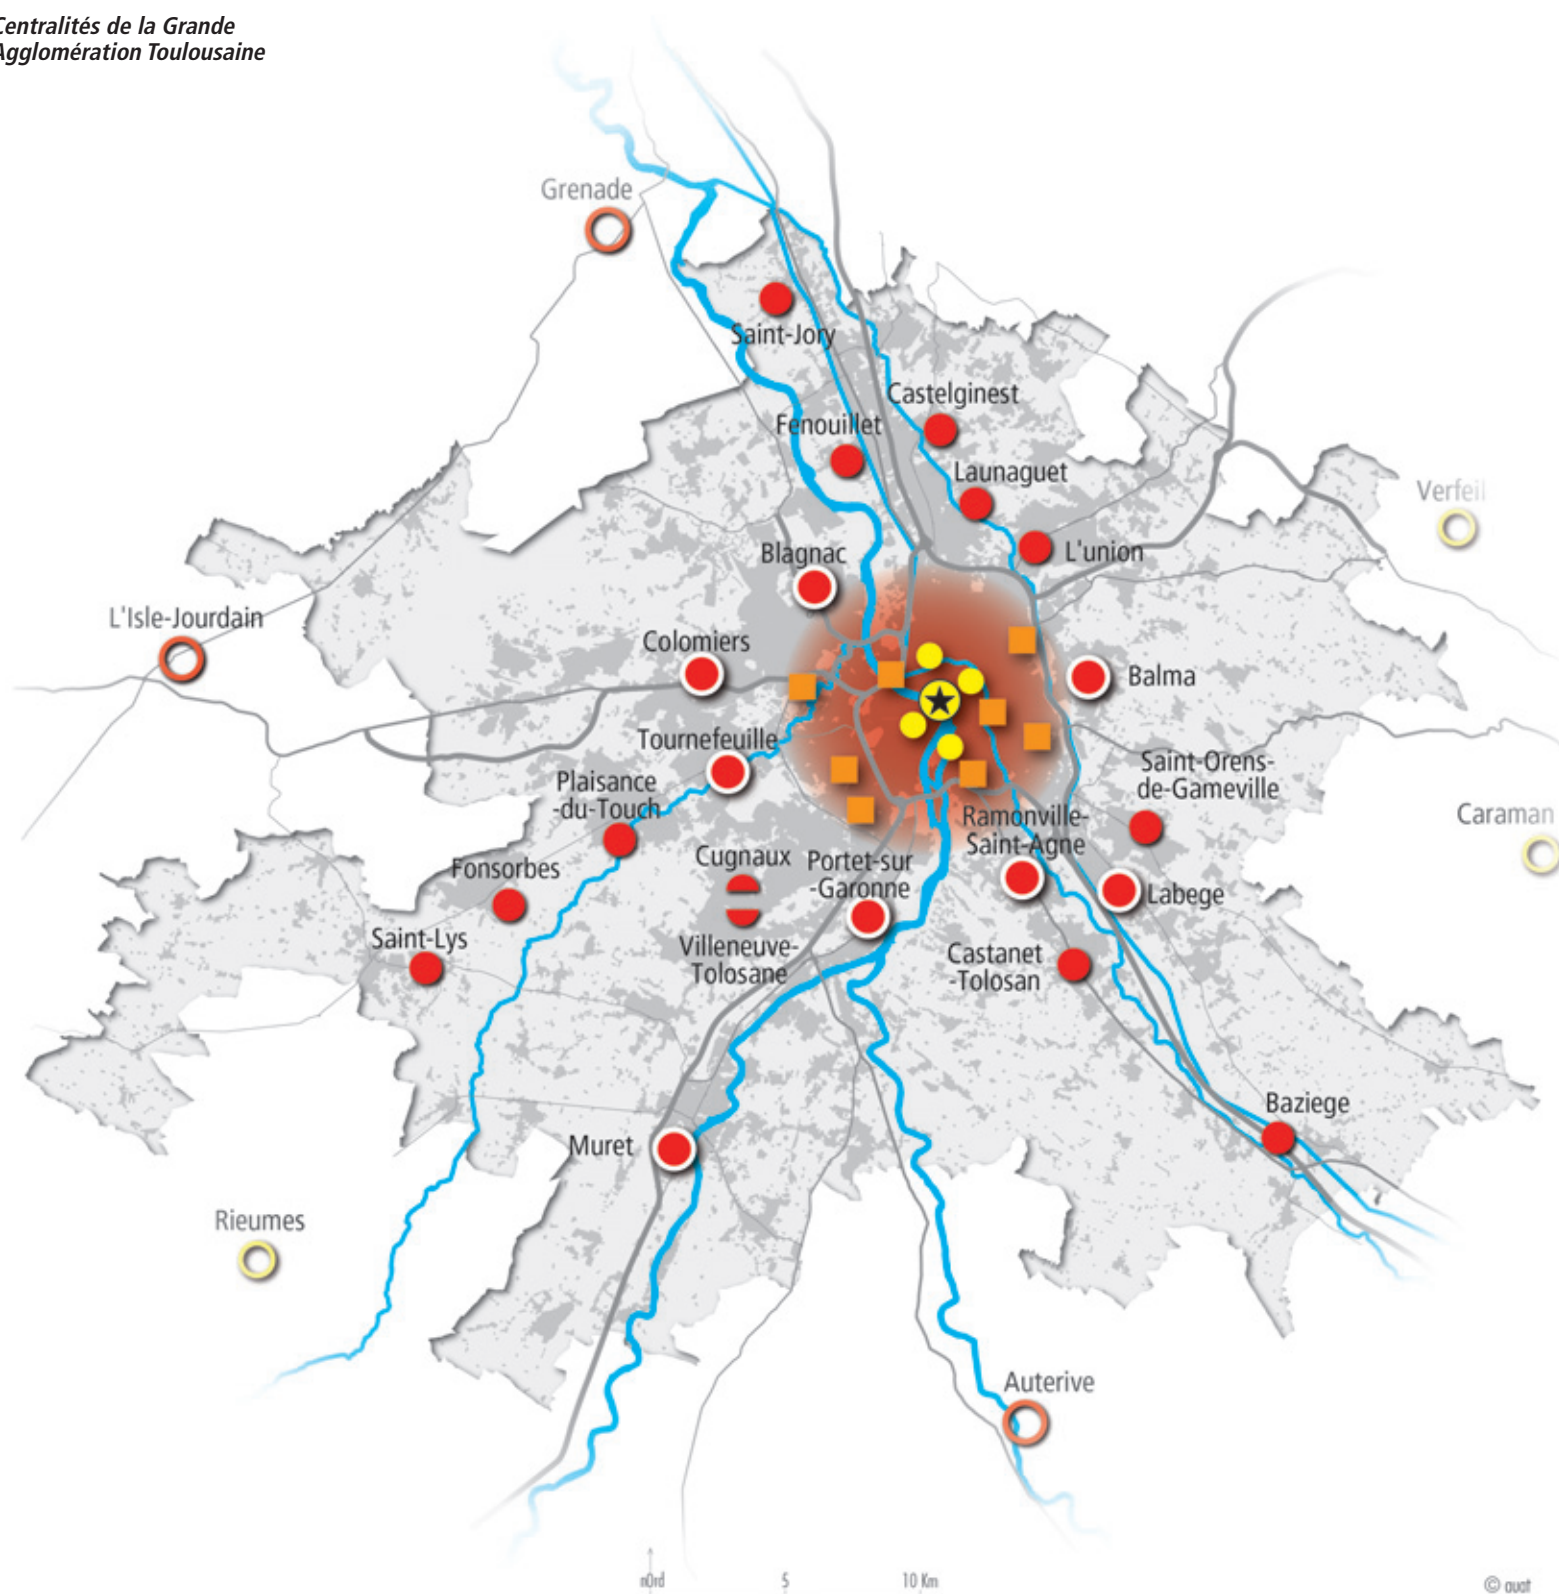 Centralités de la Grande
Agglomération Toulousaine
Grenade
Saint-Jory
Castelginest
Fenouillet
Launaguet
Verfeil
Blagnac
L'union
L'Isle-Jourdain
Colomiers
Balma
Tournefeuille
Saint-Orens-
de-Gameville
Plaisance
-du-Touch
Caraman
Ramonville-
Saint-Agne
Cugnaux
Portet-sur
-Garonne
Fonsorbes
Labege
Saint-Lys
Villeneuve-
Tolosane
Castanet
-Tolosan
Baziege
Muret
Rieumes
Auterive
nOrd
5
10 Km
© auat